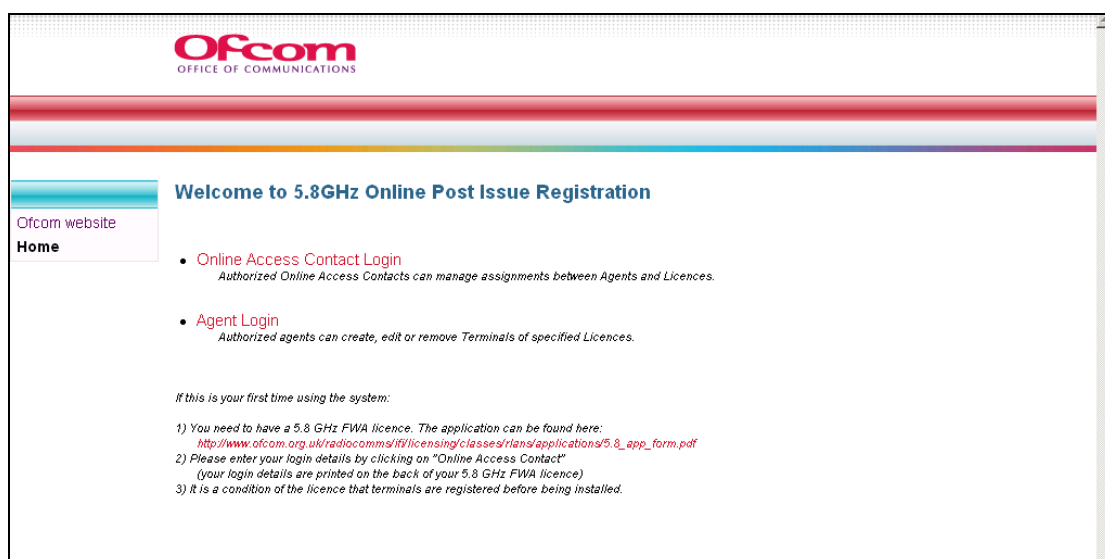 Ofcom
OFFICE OF COMMUNICATIONS
Ofcom website
Home
Welcome to 5.8GHz Online Post Issue Registration
• Online Access Contact Login
Authorized Online Access Contacts can manage assignments between Agents and Licences.
• Agent Login
Authorized agents can create, edit or remove Terminals of specified Licences.
If this is your first time using the system:
1) You need to have a 5.8 GHz FWA licence. The application can be found here:
http://www.ofcom.org.uk/radiocomms/ifi/licensing/classes/rlans/applications/5.8_app_form.pdf
2) Please enter your login details by clicking on "Online Access Contact"
(your login details are printed on the back of your 5.8 GHz FWA licence)
3) It is a condition of the licence that terminals are registered before being installed.